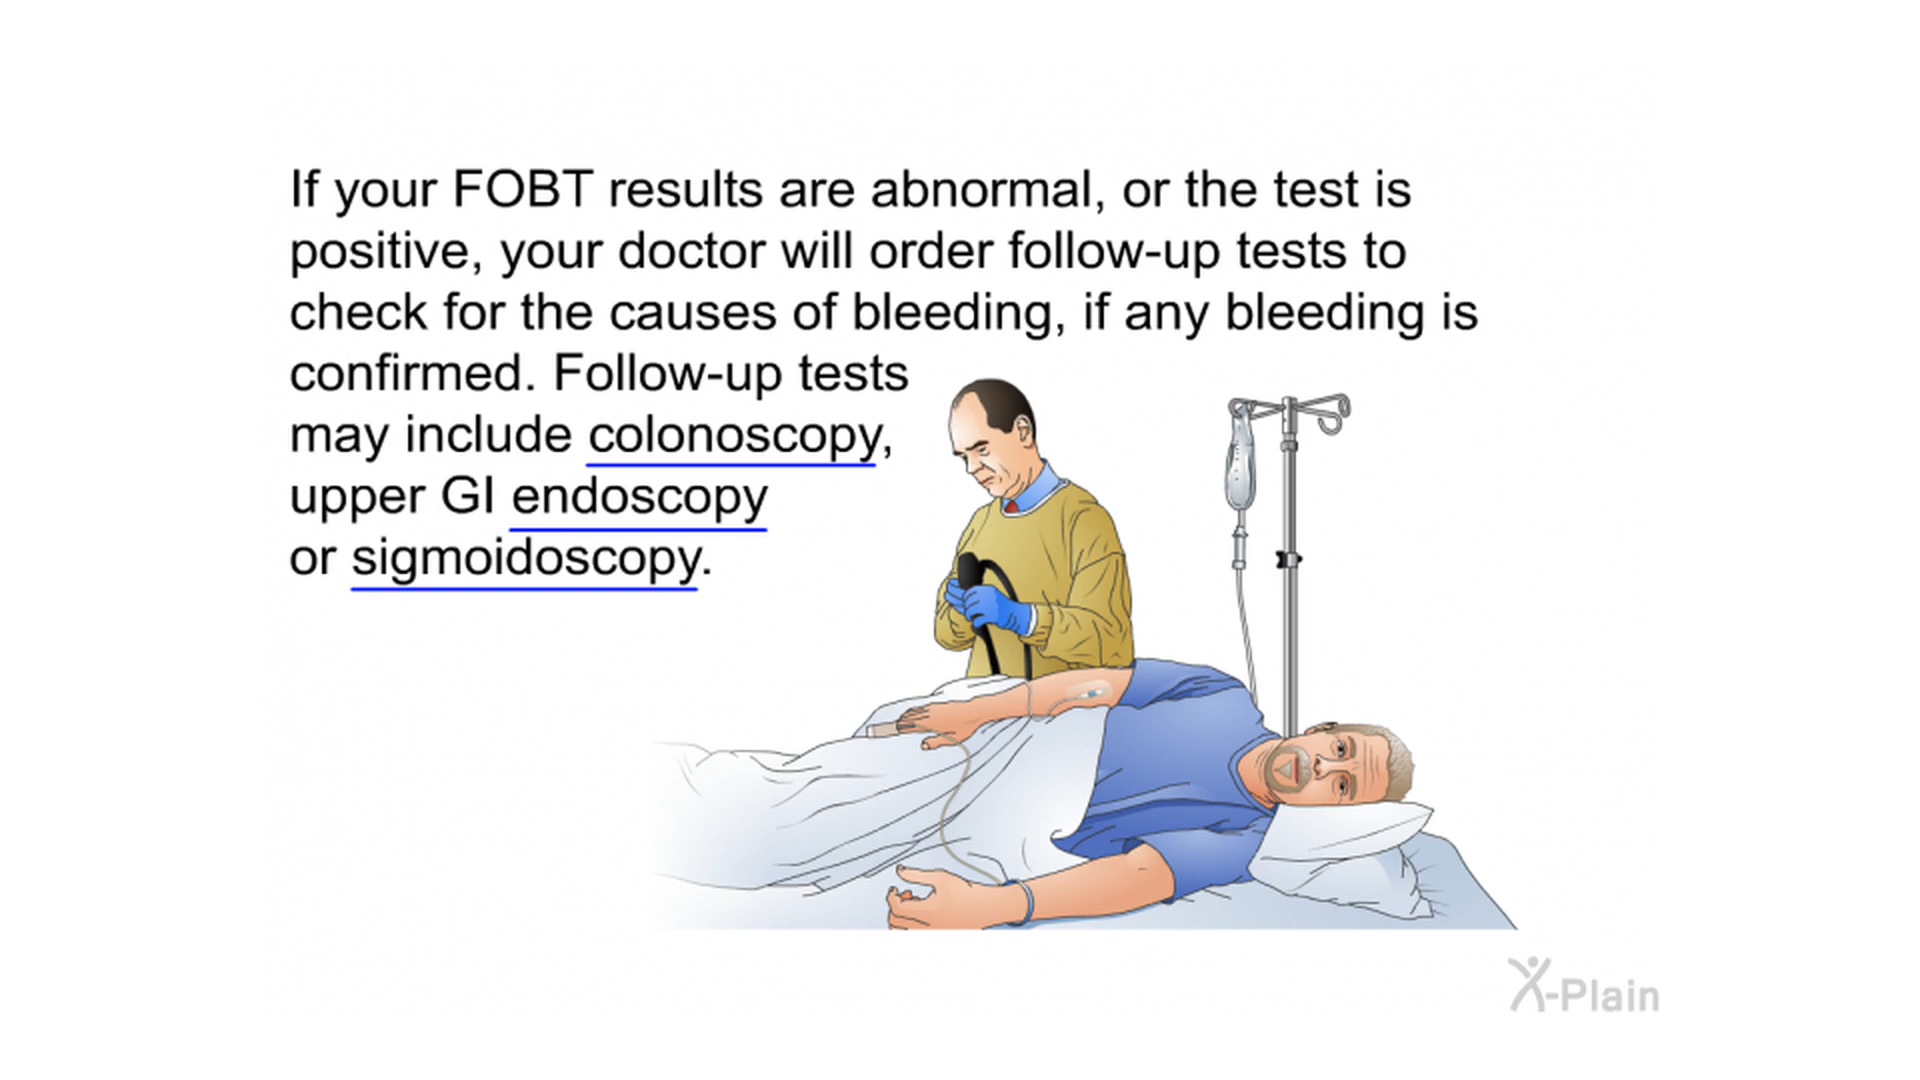 If your FOBT results are abnormal, or the test is
positive, your doctor will order follow-up tests to
check for the causes of bleeding, if any bleeding is
confirmed. Follow-up tests
may include colonoscopy,
upper GI endoscopy
or sigmoidoscopy.
X-Plain